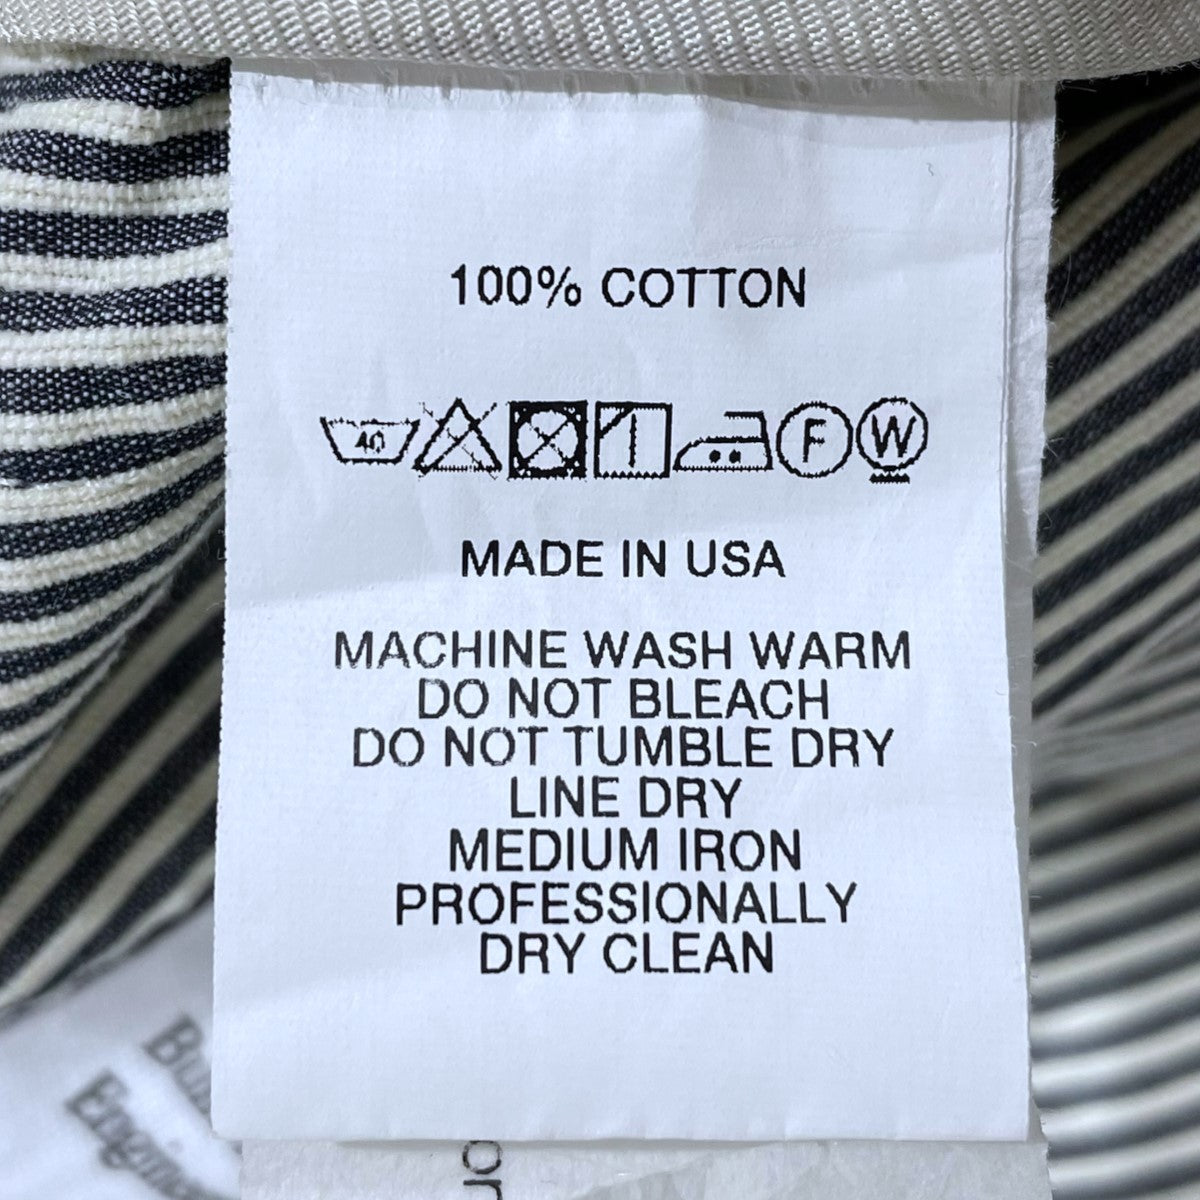 100% COTTON
40 F W
MADE IN USA
MACHINE WASH WARM
DO NOT BLEACH
DO NOT TUMBLE DRY
LINE DRY
MEDIUM IRON
PROFESSIONALLY
DRY CLEAN